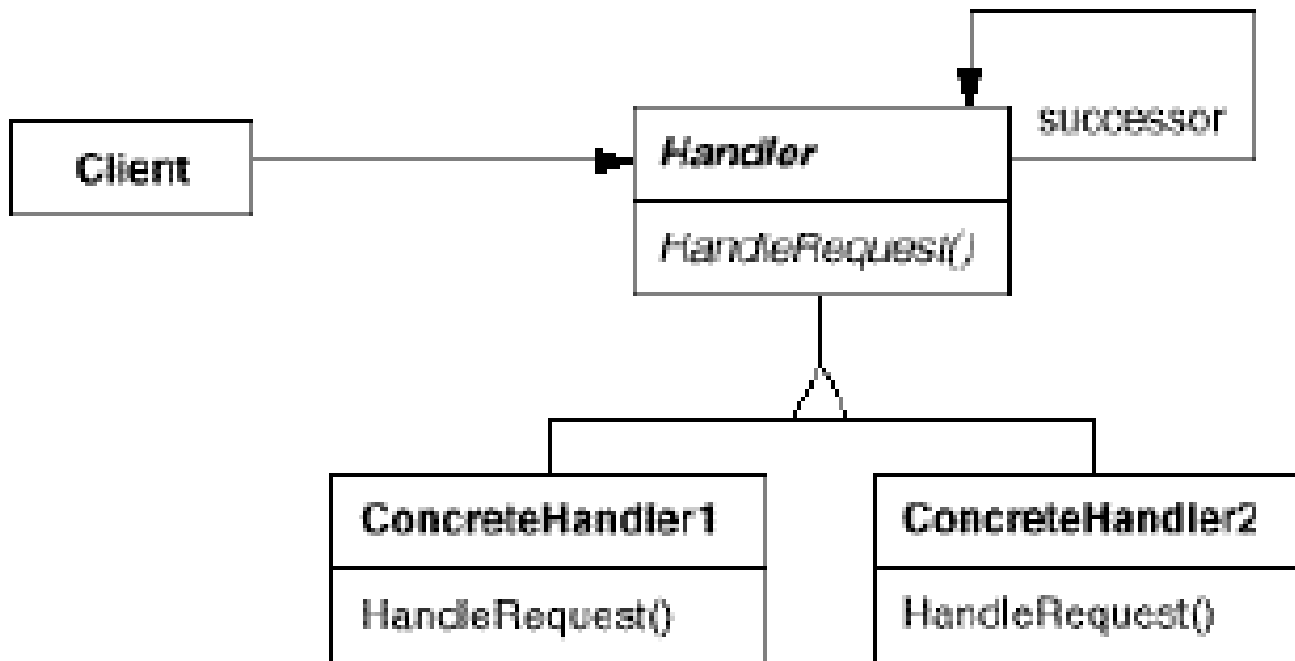 successor
Client
Handler
HandleRequest()
ConcreteHandler1
ConcreteHandler2
HandleRequest()
HandleRequest()